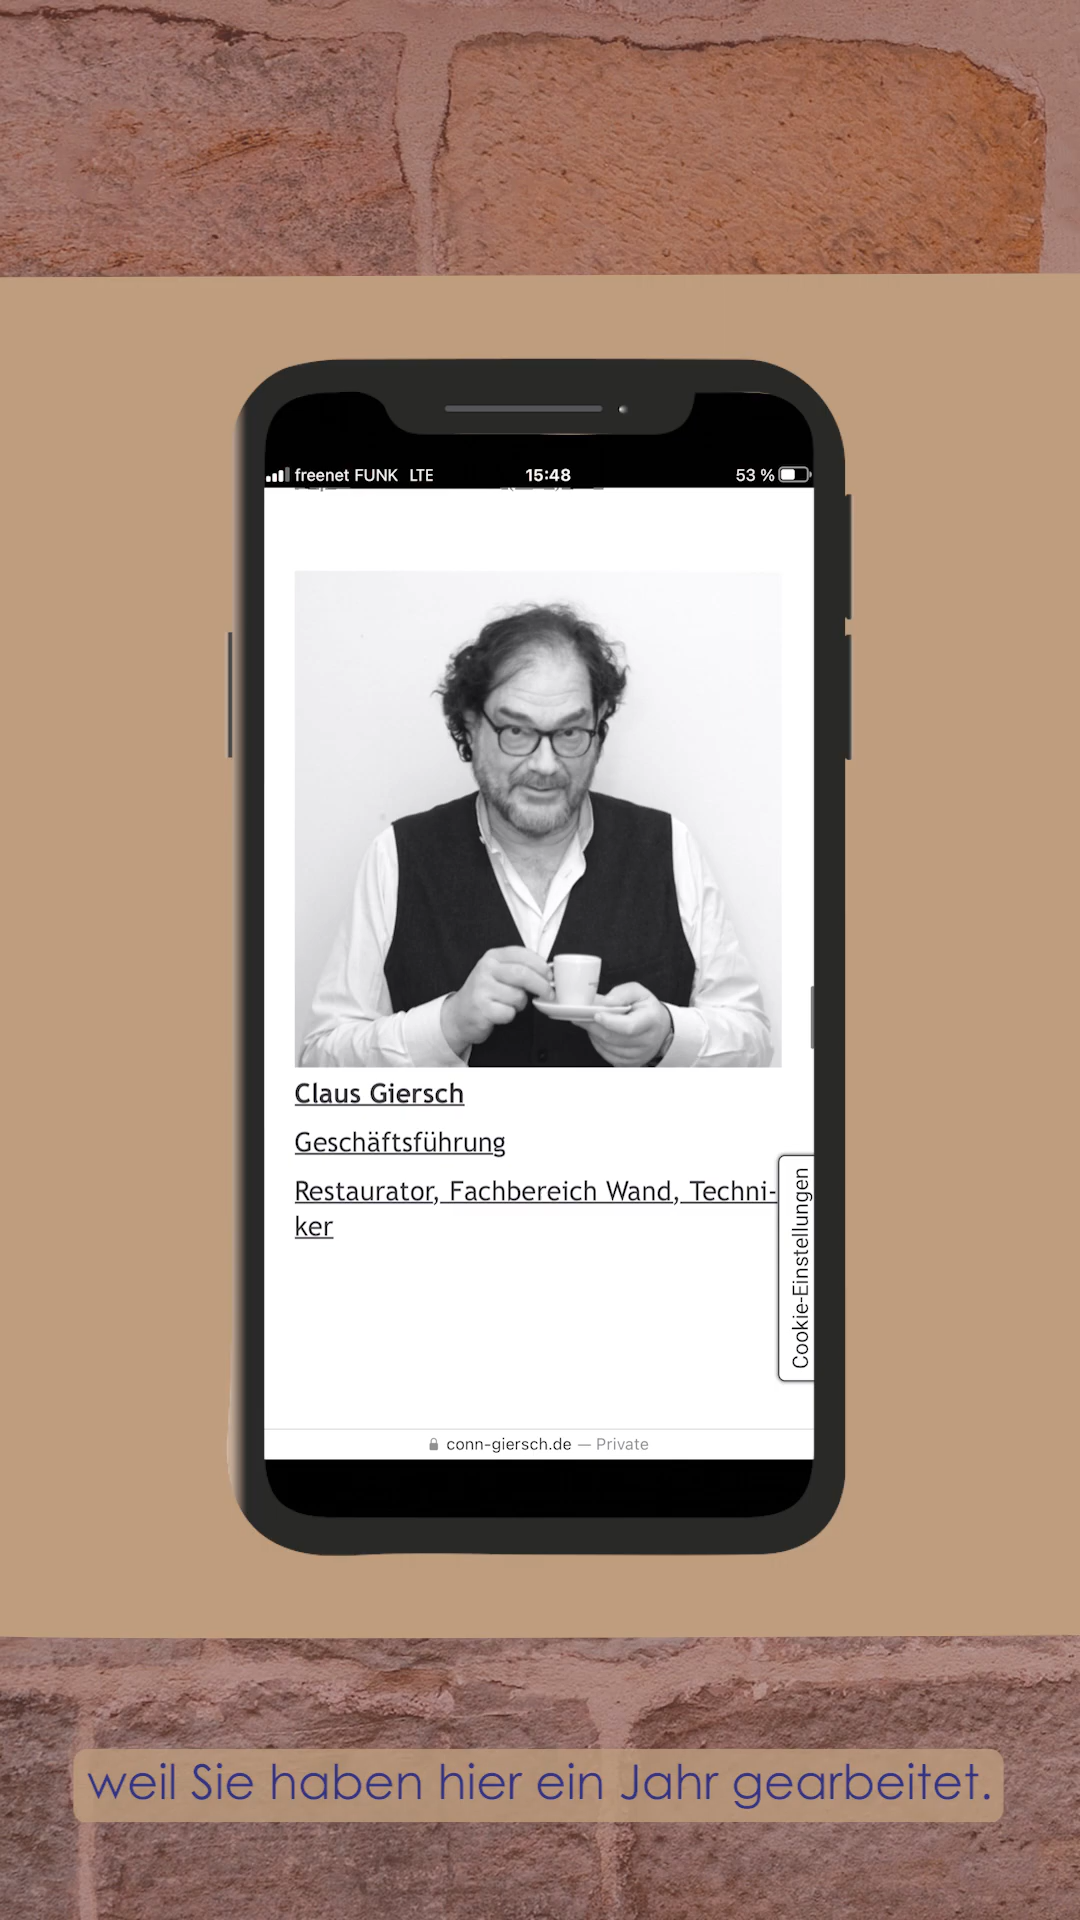 freenet FUNK LTE 15:48 53 %
Claus Giersch
Geschäftsführung
Restaurator, Fachbereich Wand, Techni-
ker
Cookie-Einstellungen
conn-giersch.de — Private
weil Sie haben hier ein Jahr gearbeitet.